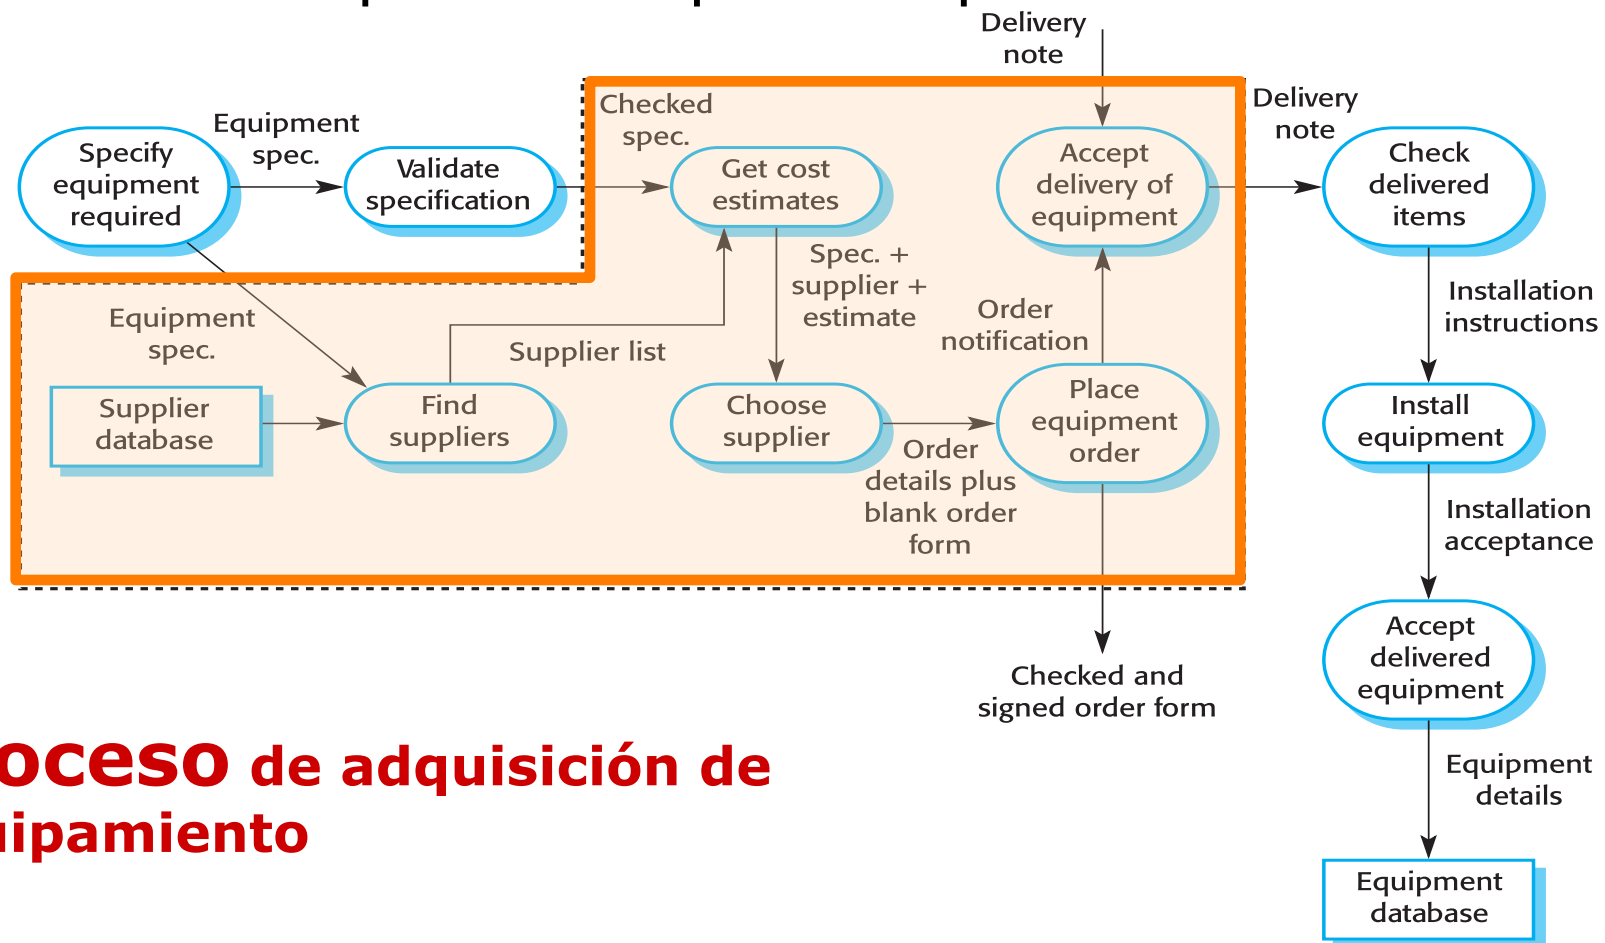 Delivery
note
Delivery
note
Checked
spec.
Equipment
spec.
Specify
equipment
required
Validate
specification
Get cost
estimates
Accept
delivery of
equipment
Check
delivered
items
Spec. +
supplier +
estimate
Order
notification
Installation
instructions
Equipment
spec.
Supplier list
Supplier
database
Find
suppliers
Choose
supplier
Place
equipment
order
Install
equipment
Order
details plus
blank order
form
Installation
acceptance
Accept
delivered
equipment
Checked and
signed order form
oceso de adquisición de
uipamiento
Equipment
details
Equipment
database